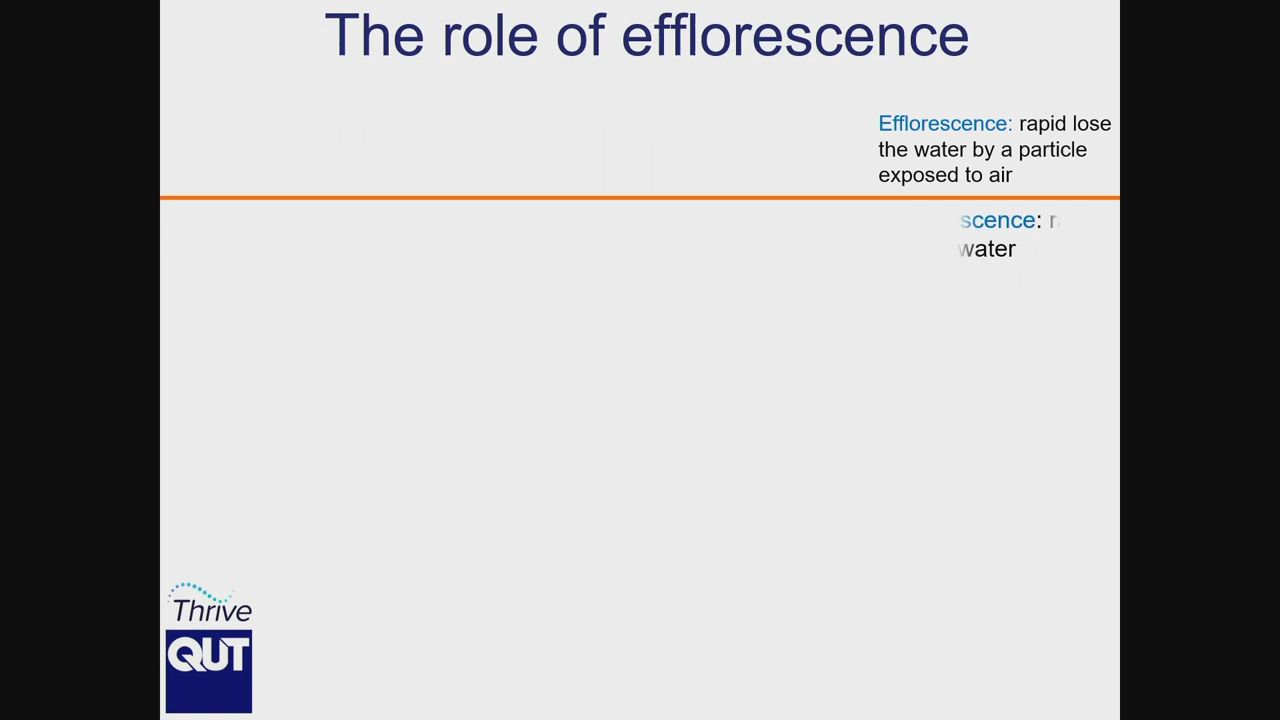 The role of efflorescence
Efflorescence: rapid lose
the water by a particle
exposed to air
scence: r
water
Thrive
QUT